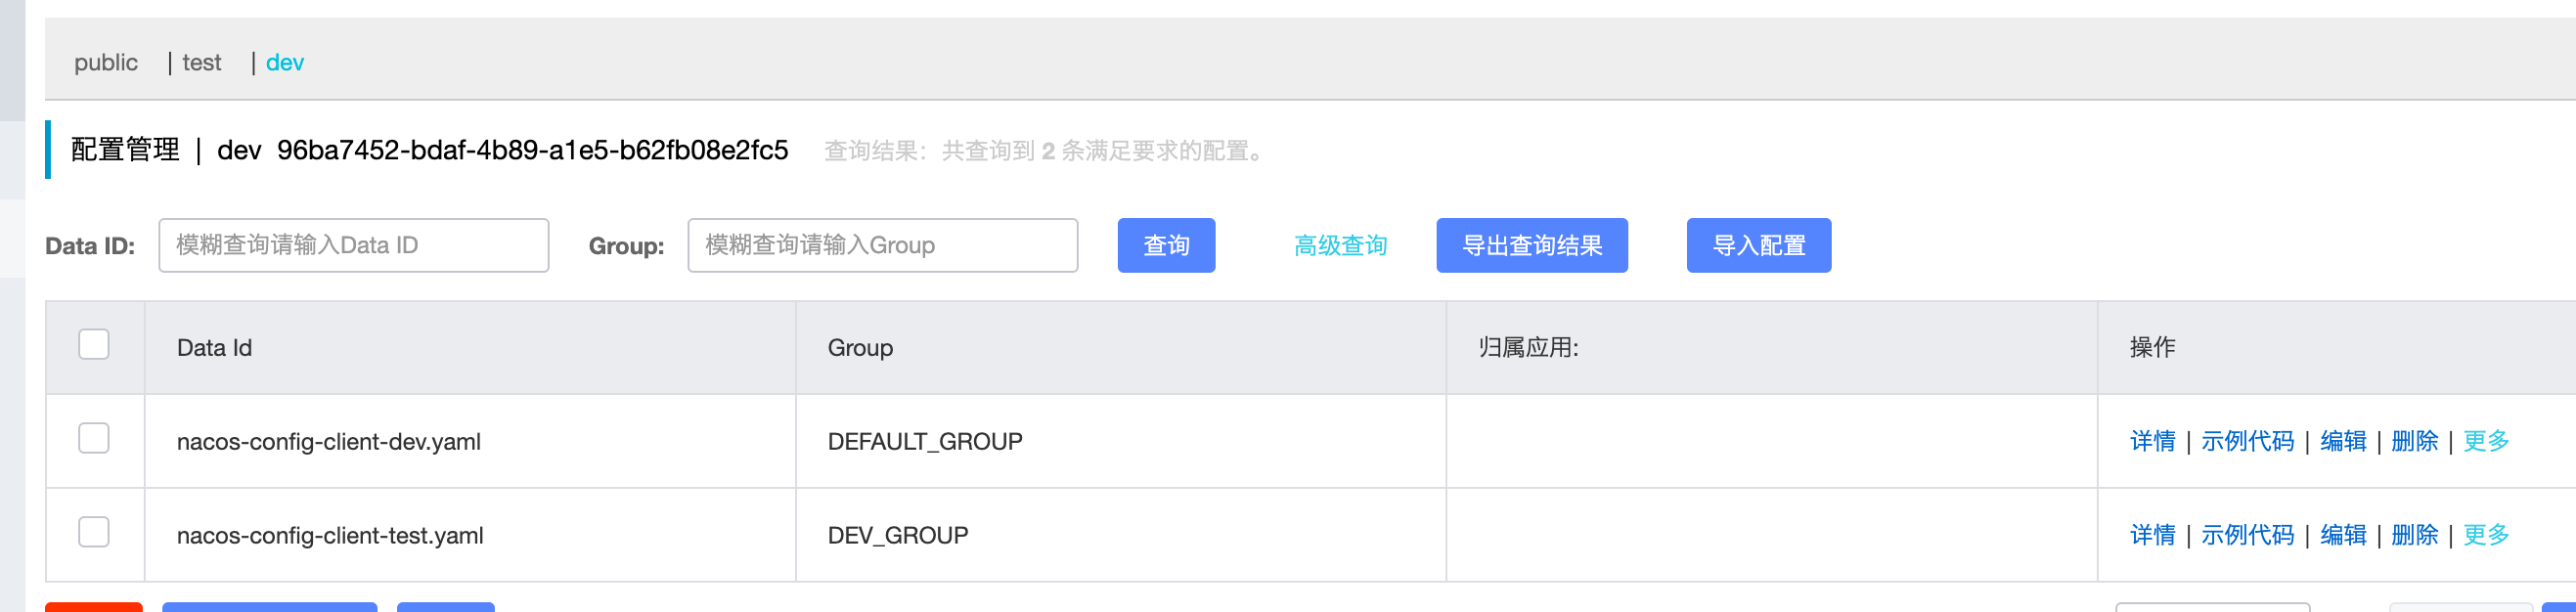 public | test | dev
配置管理 | dev 96ba7452-bdaf-4b89-a1e5-b62fb08e2fc5 查询结果：共查询到 2 条满足要求的配置。
Data ID: 模糊查询请输入Data ID Group: 模糊查询请输入Group 查询 高级查询 导出查询结果 导入配置
Data Id Group 归属应用: 操作
nacos-config-client-dev.yaml DEFAULT_GROUP 详情 | 示例代码 | 编辑 | 删除 | 更多
nacos-config-client-test.yaml DEV_GROUP 详情 | 示例代码 | 编辑 | 删除 | 更多